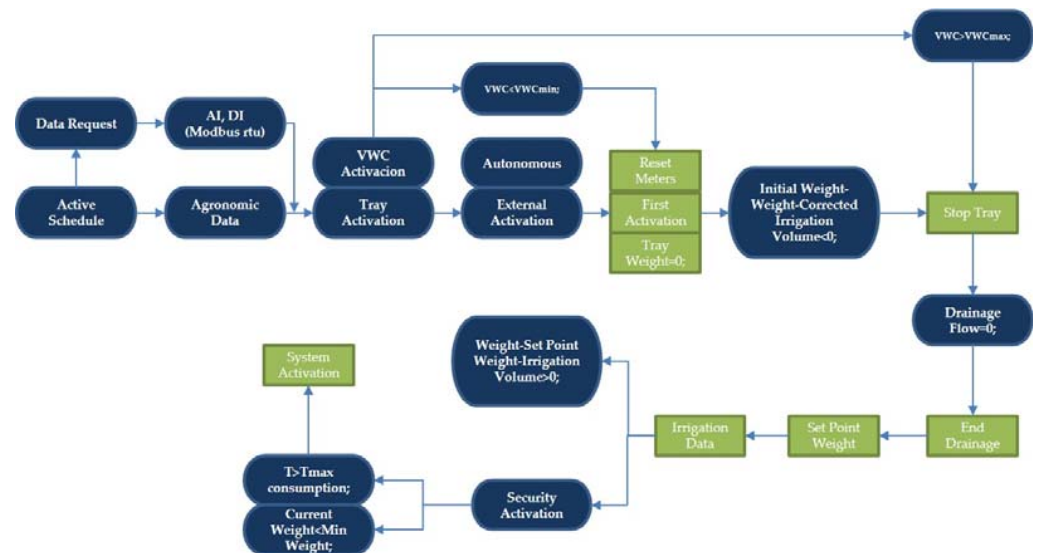 VWC>VWCmax;
VWC<VWCmin;
Data Request
AI, DI
(Modbus rtu)
VWC
Activacion
Autonomous
Reset
Meters
Active
Schedule
Agronomic
Data
Tray
Activation
External
Activation
First
Activation
Tray
Weight=0;
Initial Weight-
Weight-Corrected
Irrigation
Volume<0;
Stop Tray
Drainage
Flow=0;
System
Activation
Weight-Set Point
Weight-Irrigation
Volume>0;
Irrigation
Data
Set Point
Weight
End
Drainage
T>Tmax
consumption;
Current
Weight<Min
Weight;
Security
Activation